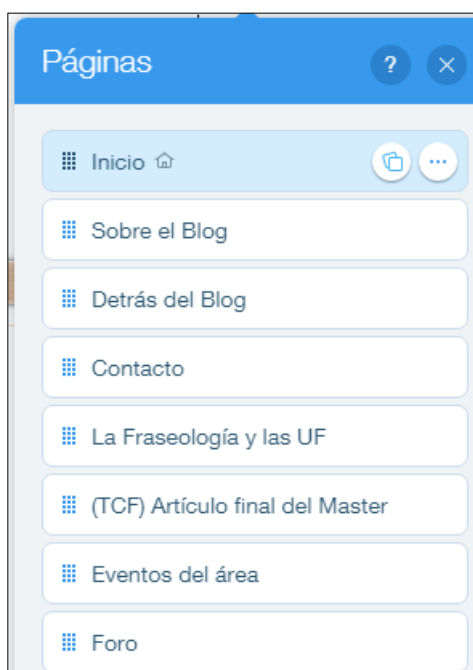 Páginas ?
Inicio
Sobre el Blog
Detrás del Blog
Contacto
La Fraseología y las UF
(TCF) Artículo final del Master
Eventos del área
Foro